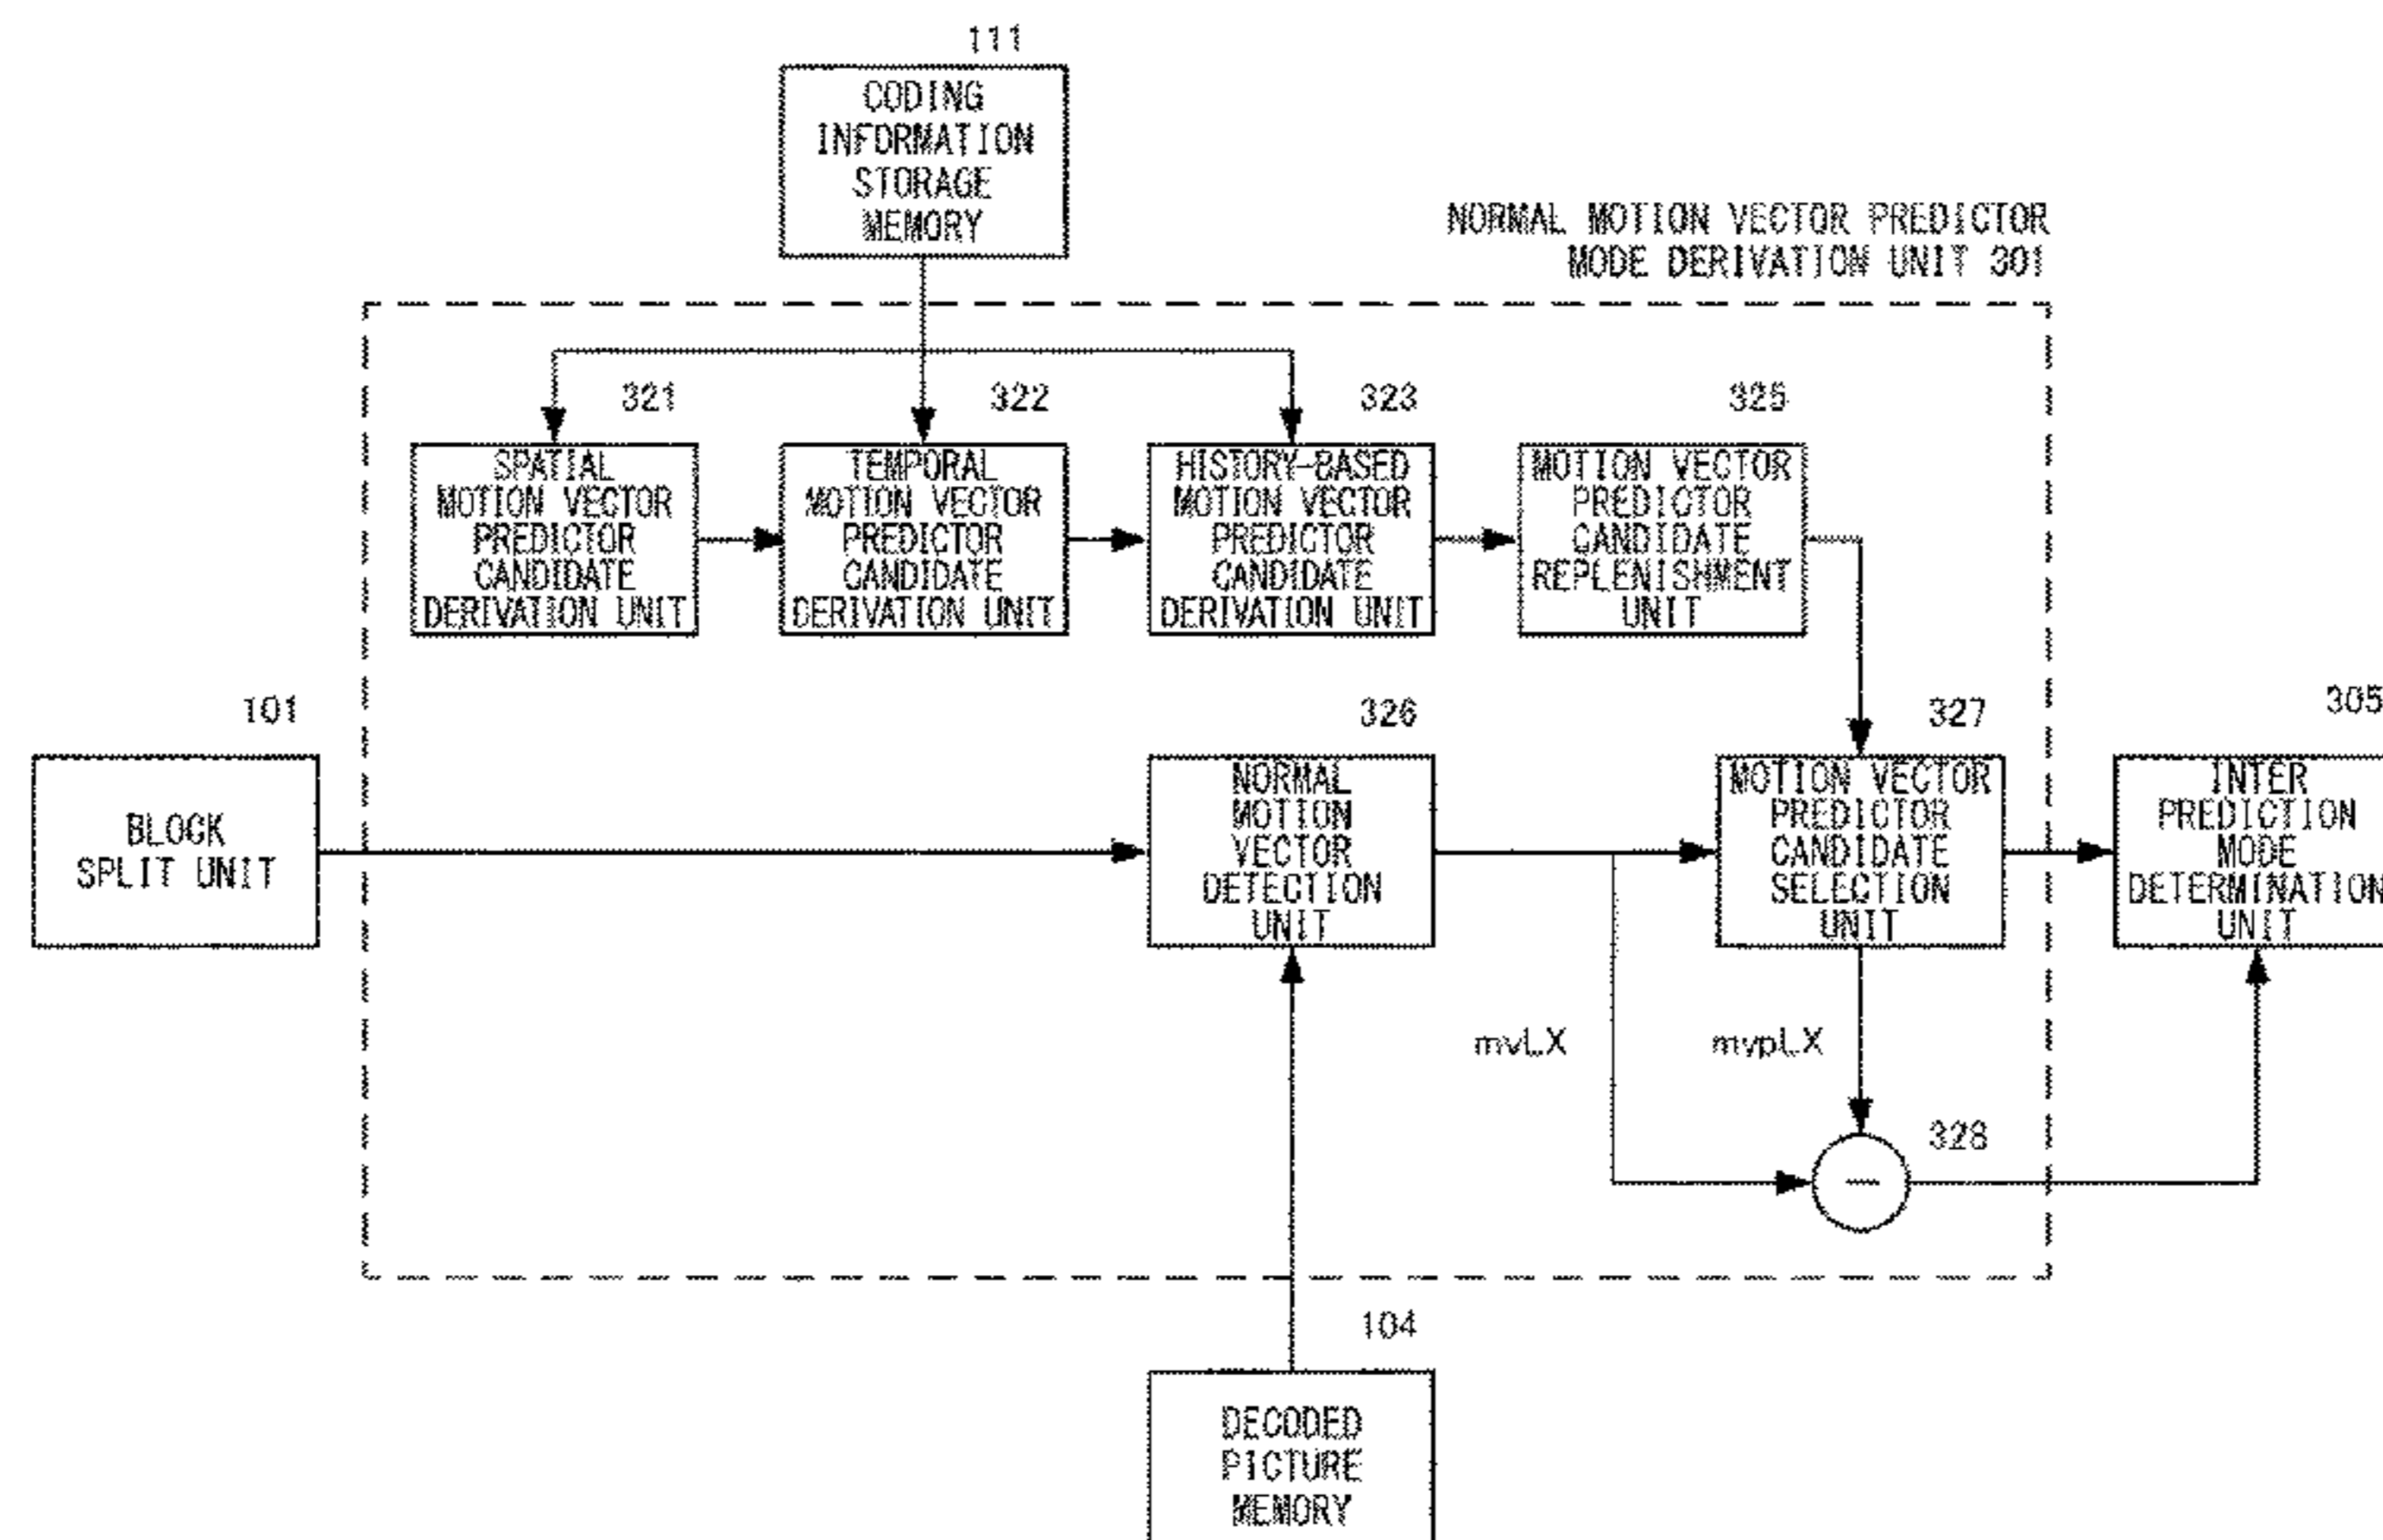 111
CODING
INFORMATION
STORAGE
MEMORY
NORMAL MOTION VECTOR PREDICTOR
MODE DERIVATION UNIT 301
321
322
323
325
SPATIAL
MOTION VECTOR
PREDICTOR
CANDIDATE
DERIVATION UNIT
TEMPORAL
MOTION VECTOR
PREDICTOR
CANDIDATE
DERIVATION UNIT
HISTORY-BASED
MOTION VECTOR
PREDICTOR
CANDIDATE
DERIVATION UNIT
MOTION VECTOR
PREDICTOR
CANDIDATE
REPLENISHMENT
UNIT
101
326
327
305
BLOCK
SPLIT UNIT
NORMAL
MOTION
VECTOR
DETECTION
UNIT
MOTION VECTOR
PREDICTOR
CANDIDATE
SELECTION
UNIT
INTER
PREDICTION
MODE
DETERMINATION
UNIT
mvLX
mvpLX
328
−
104
DECODED
PICTURE
MEMORY